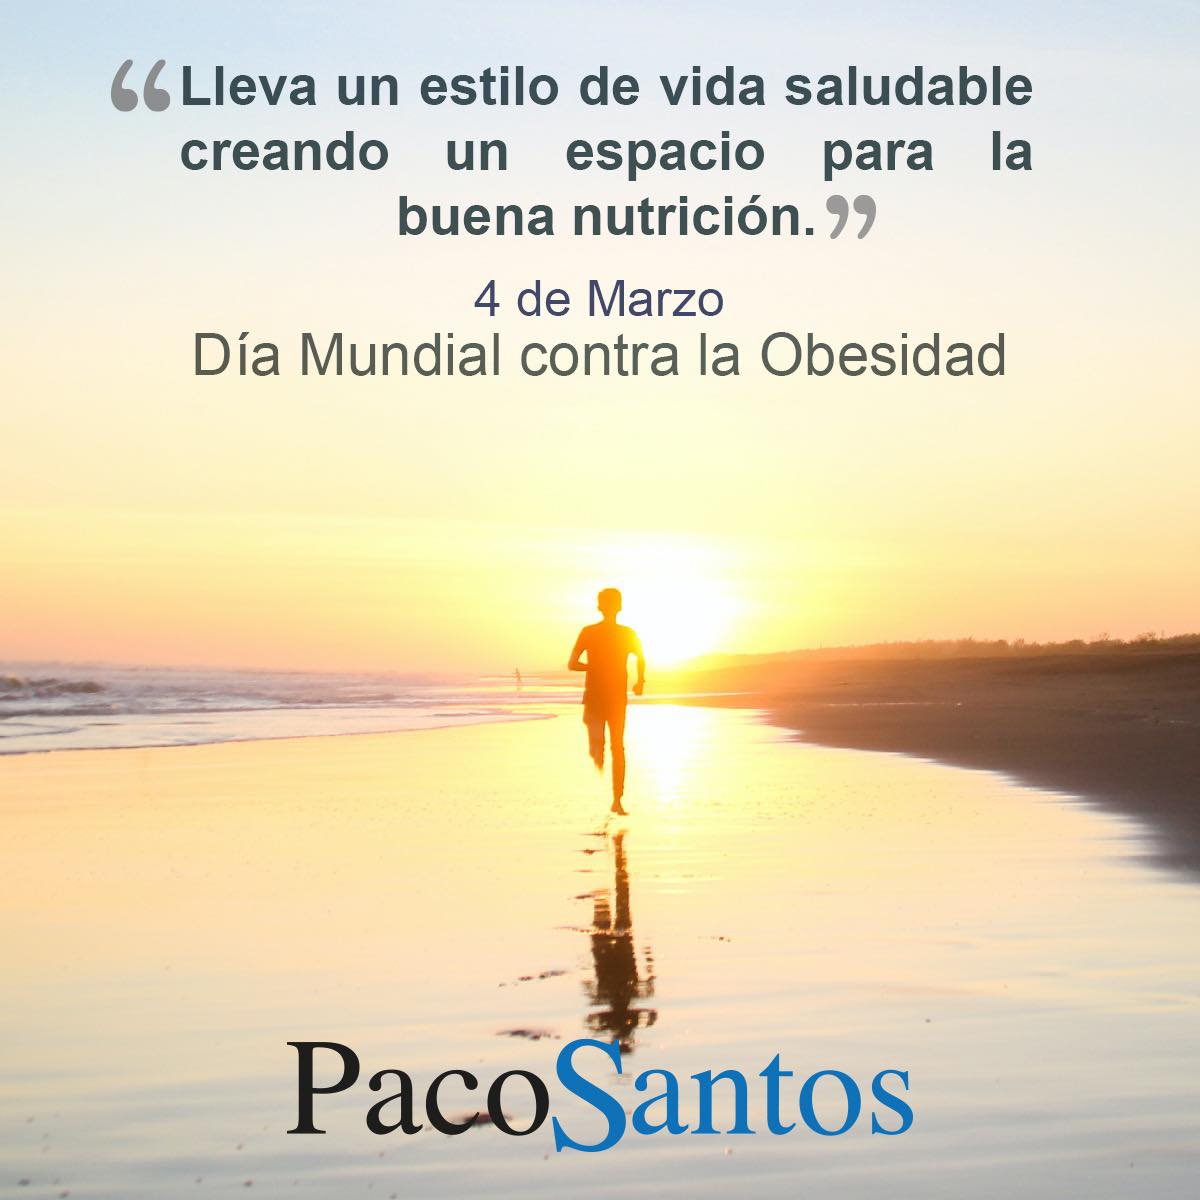 “Lleva un estilo de vida saludable
creando un espacio para la
buena nutrición.”
4 de Marzo
Día Mundial contra la Obesidad
PacoSantos